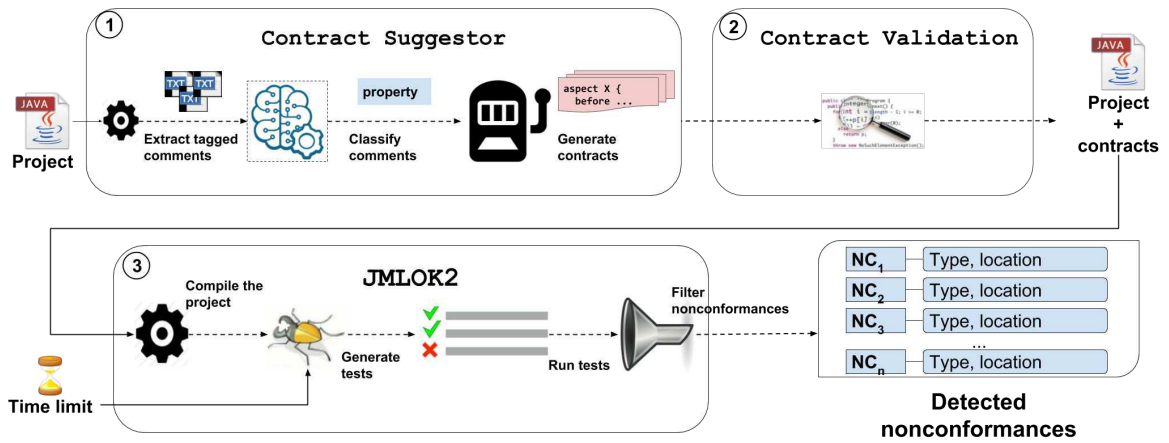 1
Contract Suggestor
2
Contract Validation
JAVA
Project
TXT TXT
TXT
Extract tagged
comments
property
Classify
comments
aspect X {
before ...
Generate
contracts
JAVA
Project
+
contracts
3
JMLOK2
Compile the
project
Generate
tests
Run tests
Filter
nonconformances
Time limit
NC1 Type, location
NC2 Type, location
NC3 Type, location
...
NCn Type, location
Detected
nonconformances